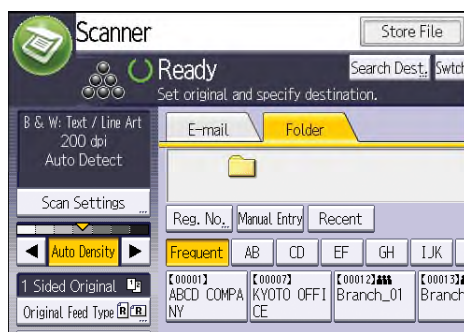 Scanner
Store File
Ready
Search Dest.
Set original and specify destination.
B & W: Text / Line Art
200 dpi
Auto Detect
E-mail
Folder
Scan Settings
Reg. No.
Manual Entry
Recent
Auto Density
Frequent
AB
CD
EF
GH
IJK
1 Sided Original
Original Feed Type
[00001]
ABCD COMPA
NY
[00007]
KYOTO OFFI
CE
[00012]
Branch_01
[00013]
Branch